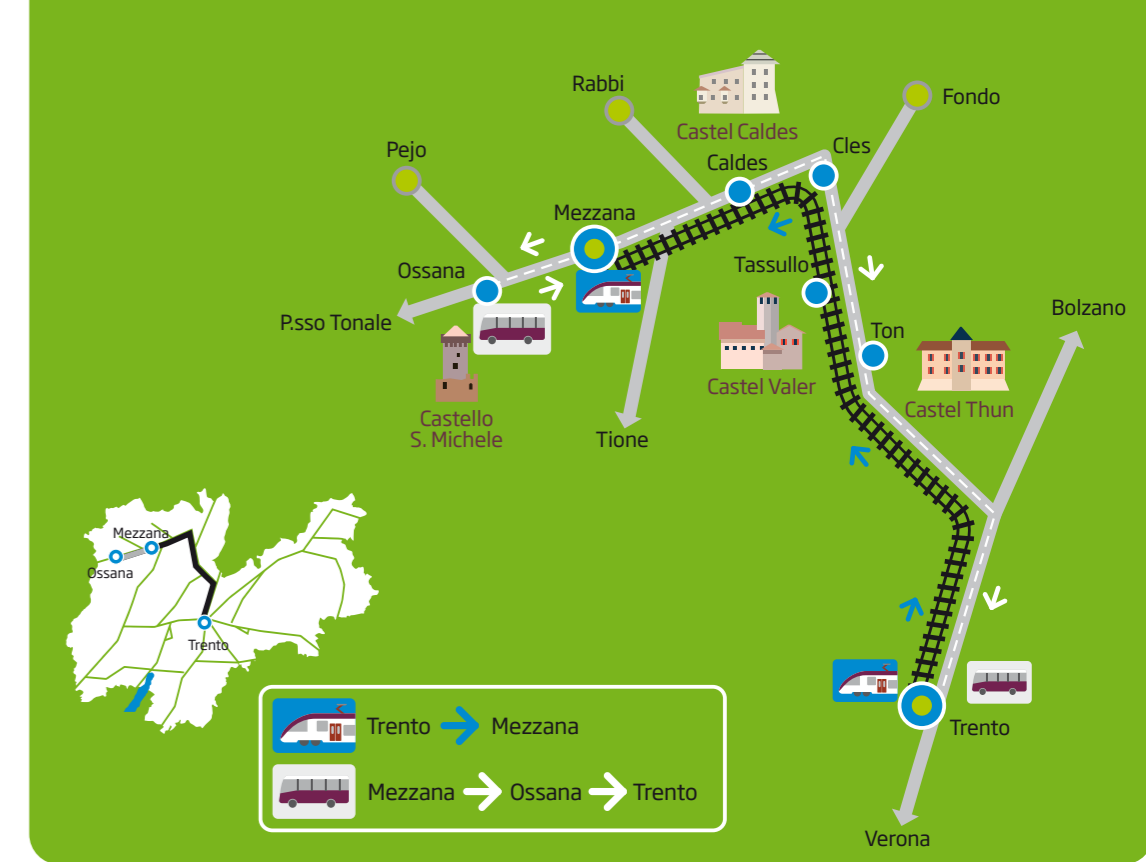 Rabbi
Fondo
Castel Caldes
Pejo
Caldes
Cles
Mezzana
Ossana
Tassullo
P.sso Tonale
Bolzano
Ton
Castel Valer
Castel Thun
Castello
S. Michele
Tione
Mezzana
Ossana
Trento
Trento Mezzana
Mezzana Ossana Trento
Trento
Verona